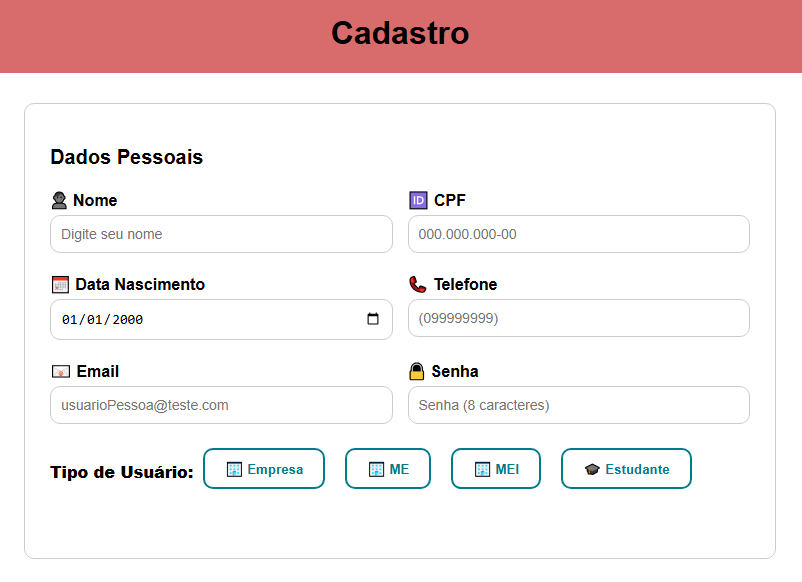 Cadastro
Dados Pessoais
👤 Nome
🆔 CPF
Digite seu nome
000.000.000-00
📅 Data Nascimento
📞 Telefone
01/01/2000
(099999999)
📧 Email
🔒 Senha
usuarioPessoa@teste.com
Senha (8 caracteres)
Tipo de Usuário: 🏢 Empresa 🏢 ME 🏢 MEI 🎓 Estudante